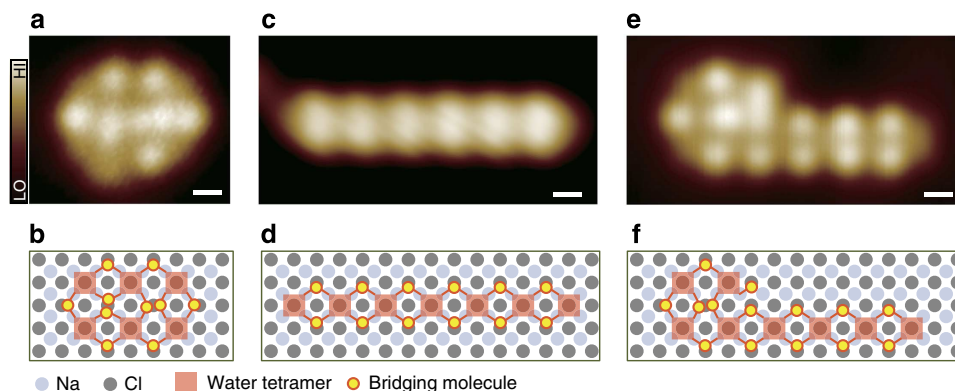 a
c
e
HI
LO
b
d
f
Na
Cl
Water tetramer
Bridging molecule